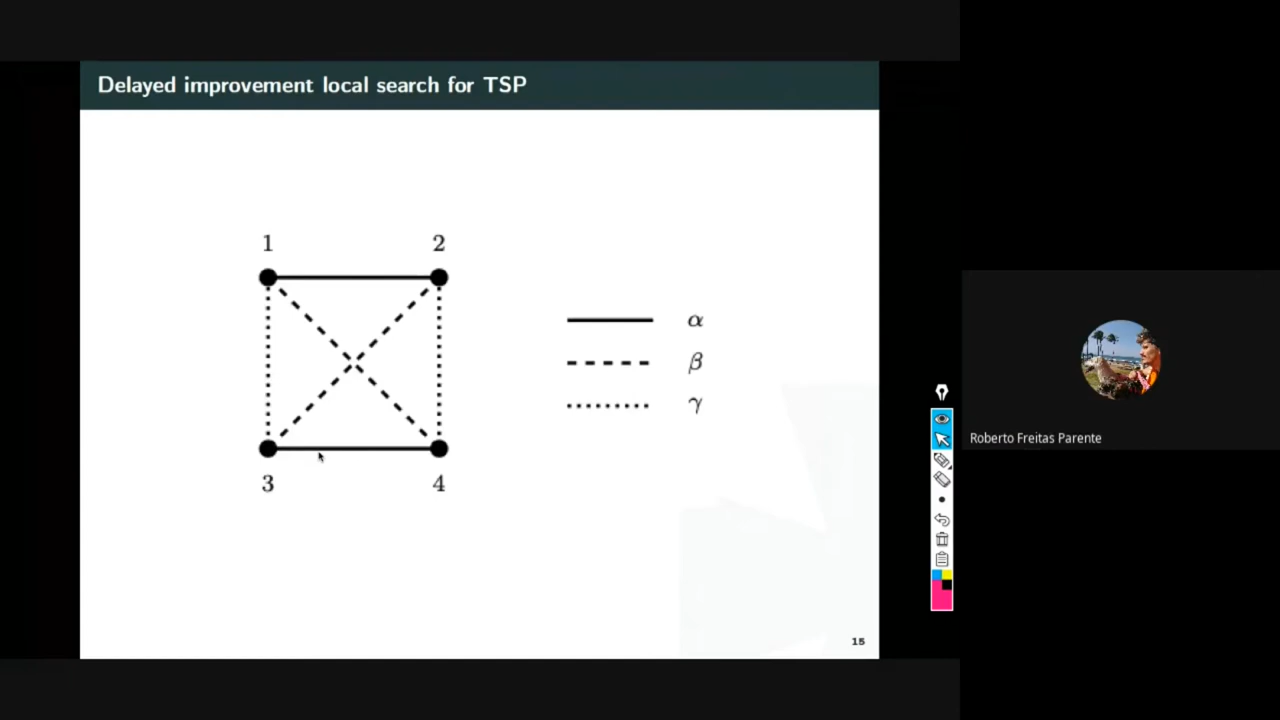 Delayed improvement local search for TSP
1 2
α
β
γ
3 4
Roberto Freitas Parente
15